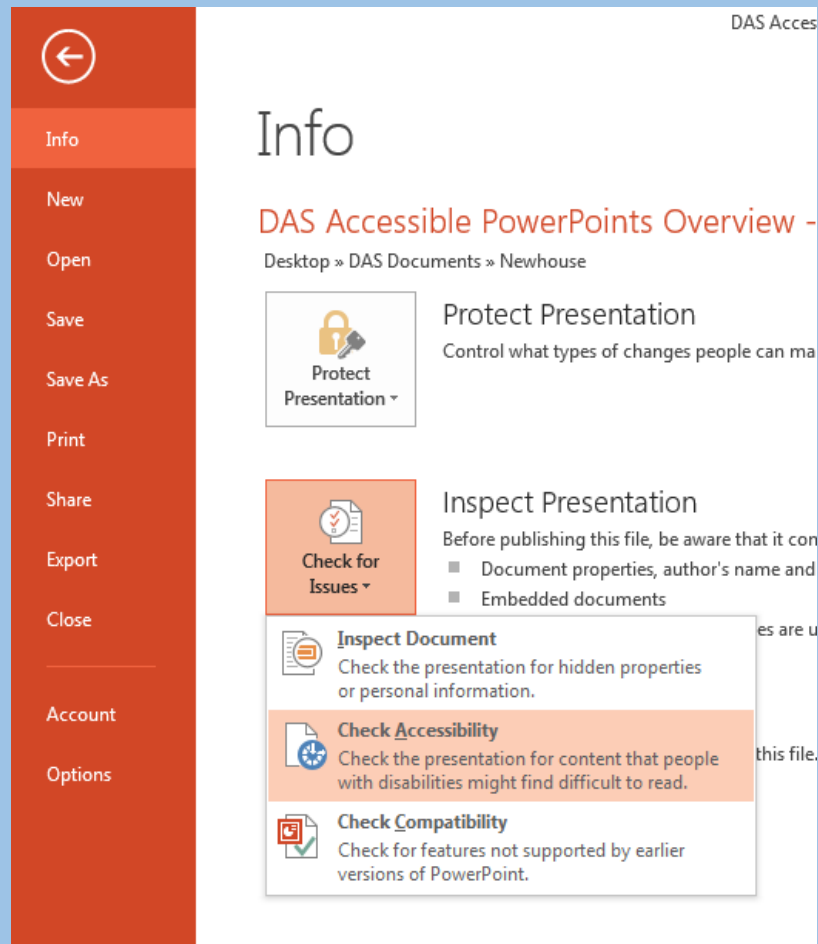 DAS Acces
Info
New
Open
Save
Save As
Print
Share
Export
Close
Account
Options
Info
DAS Accessible PowerPoints Overview -
Desktop » DAS Documents » Newhouse
Protect
Presentation
Protect Presentation
Control what types of changes people can ma
Check for
Issues
Inspect Presentation
Before publishing this file, be aware that it con
Document properties, author's name and
Embedded documents
es are u
this file.
Inspect Document
Check the presentation for hidden properties
or personal information.
Check Accessibility
Check the presentation for content that people
with disabilities might find difficult to read.
Check Compatibility
Check for features not supported by earlier
versions of PowerPoint.